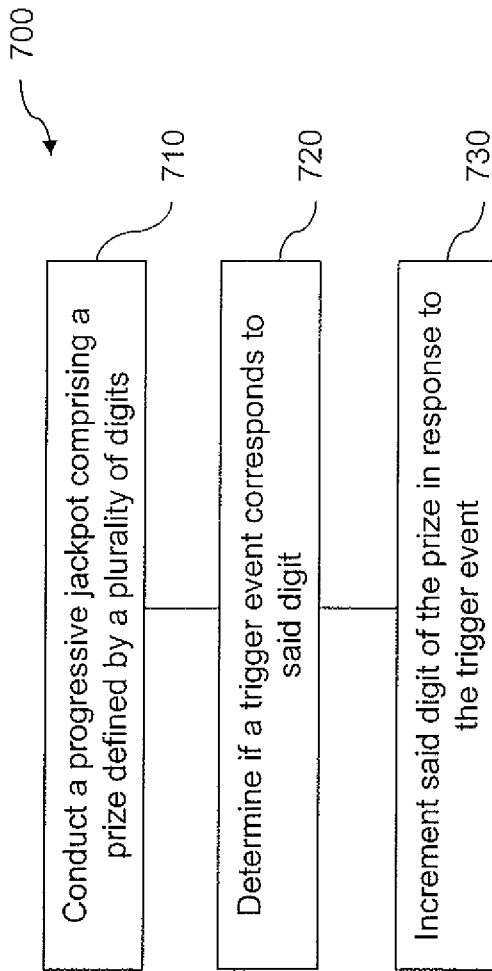 700
Conduct a progressive jackpot comprising a
prize defined by a plurality of digits
710
Determine if a trigger event corresponds to
said digit
720
Increment said digit of the prize in response to
the trigger event
730